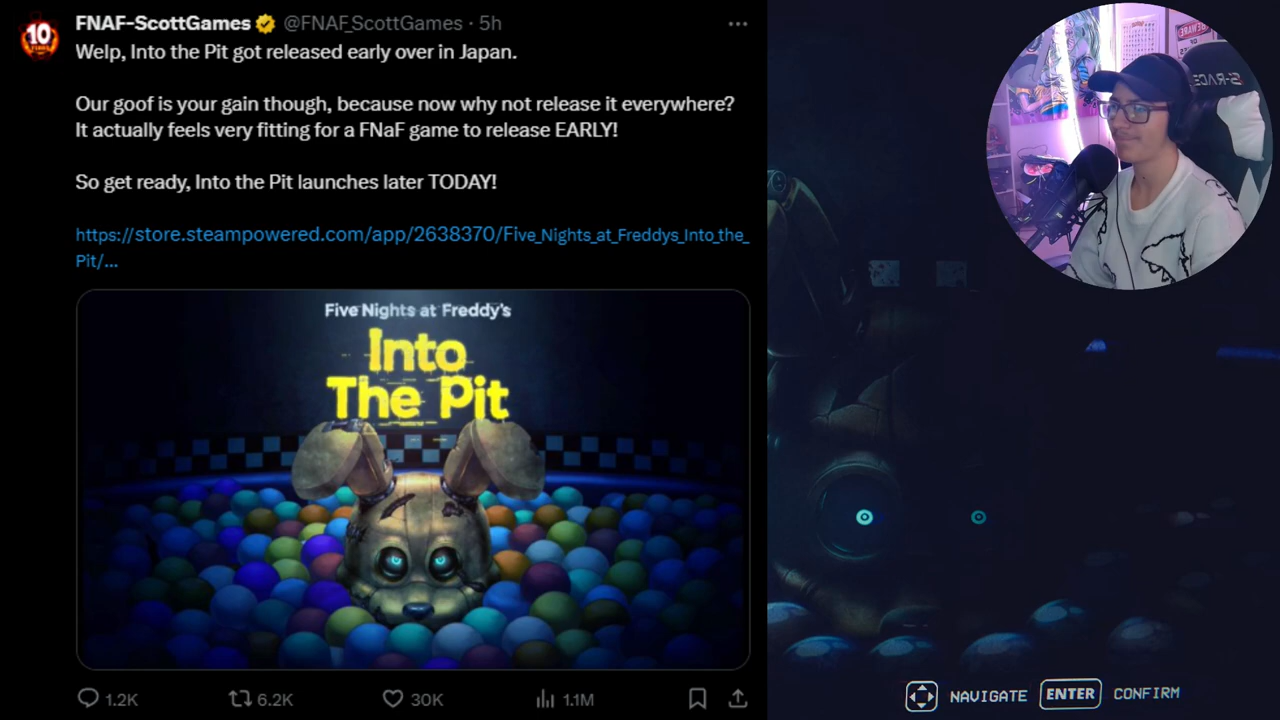 FNAF-ScottGames @FNAF_ScottGames · 5h
10
Welp, Into the Pit got released early over in Japan.
Our goof is your gain though, because now why not release it everywhere?
It actually feels very fitting for a FNaF game to release EARLY!
So get ready, Into the Pit launches later TODAY!
https://store.steampowered.com/app/2638370/Five_Nights_at_Freddys_Into_the_
Pit/...
Five Nights at Freddy's
Into
The Pit
1.2K 6.2K 30K 1.1M
BEWARE
S-RACE
NAVIGATE ENTER CONFIRM